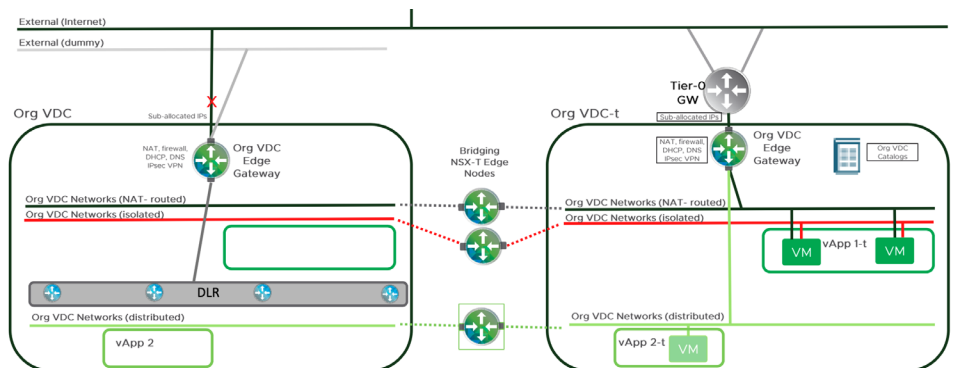 External (Internet)
External (dummy)
Tier-0
GW
Org VDC
Sub-allocated IPs
Org VDC-t
Sub-allocated IPs
NAT, firewall,
DHCP, DNS
IPsec VPN
Org VDC
Edge
Gateway
Bridging
NSX-T Edge
Nodes
NAT, firewall,
DHCP, DNS
IPsec VPN
Org VDC
Edge
Gateway
Org VDC
Catalogs
Org VDC Networks (NAT- routed)
Org VDC Networks (isolated)
Org VDC Networks (NAT- routed)
Org VDC Networks (isolated)
VM
vApp 1-t
VM
DLR
Org VDC Networks (distributed)
Org VDC Networks (distributed)
vApp 2
vApp 2-t
VM